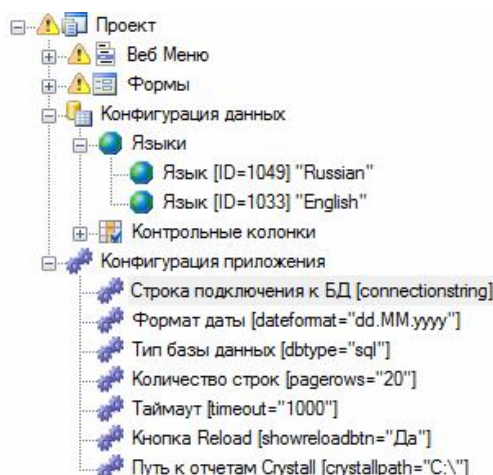 Проект
Веб Меню
Формы
Конфигурация данных
Языки
Язык [ID=1049] "Russian"
Язык [ID=1033] "English"
Контрольные колонки
Конфигурация приложения
Строка подключения к БД [connectionstring]
Формат даты [dateformat="dd.MM.yyyy"]
Тип базы данных [dbtype="sql"]
Количество строк [pagerows="20"]
Таймаут [timeout="1000"]
Кнопка Reload [showreloadbtn="Да"]
Путь к отчетам Crystall [crystallpath="C:\"]